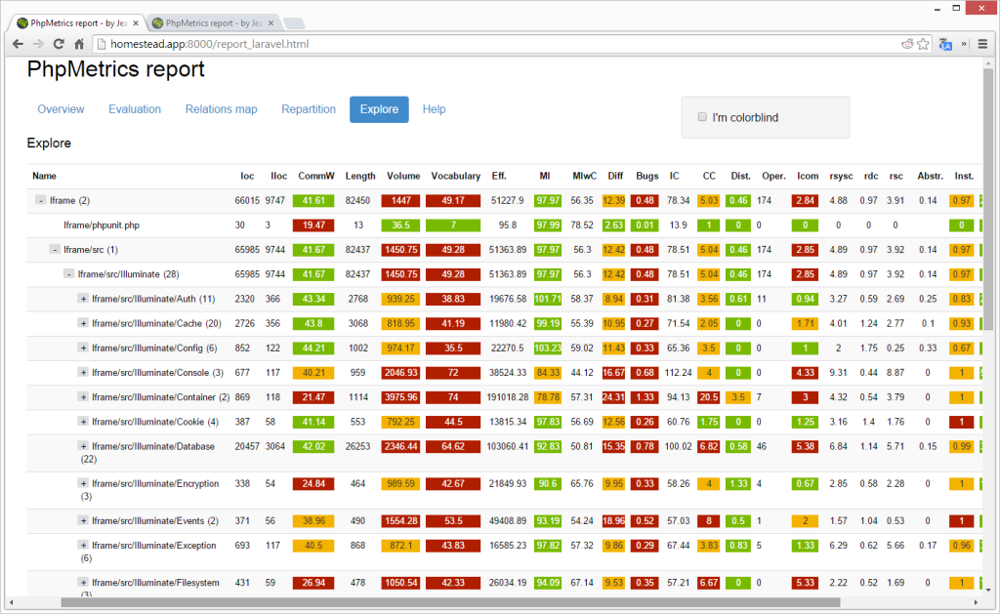 PhpMetrics report - by Jea
PhpMetrics report - by Jea
homestead.app:8000/report_laravel.html
PhpMetrics report
Overview Evaluation Relations map Repartition Explore Help
I'm colorblind
Explore
Name loc lloc CommW Length Volume Vocabulary Eff. MI MIwC Diff Bugs IC CC Dist. Oper. lcom rsysc rdc rsc Abstr. Inst.
- lframe (2) 66015 9747 41.61 82450 1447 49.17 51227.9 97.97 56.35 12.39 0.48 78.34 5.03 0.46 174 2.84 4.88 0.97 3.91 0.14 0.97
lframe/phpunit.php 30 3 19.47 13 36.5 7 95.8 97.99 78.52 2.63 0.01 13.9 1 0 0 0 0 0 0 0
- lframe/src (1) 65985 9744 41.67 82437 1450.75 49.28 51363.89 97.97 56.3 12.42 0.48 78.51 5.04 0.46 174 2.85 4.89 0.97 3.92 0.14 0.97
- lframe/src/Illuminate (28) 65985 9744 41.67 82437 1450.75 49.28 51363.89 97.97 56.3 12.42 0.48 78.51 5.04 0.46 174 2.85 4.89 0.97 3.92 0.14 0.97
+ lframe/src/Illuminate/Auth (11) 2320 366 43.34 2768 939.25 38.83 19676.58 101.71 58.37 8.94 0.31 81.38 3.56 0.61 11 0.94 3.27 0.59 2.69 0.25 0.83
+ lframe/src/Illuminate/Cache (20) 2726 356 43.8 3068 818.95 41.19 11980.42 99.19 55.39 10.95 0.27 71.54 2.05 0 0 1.71 4.01 1.24 2.77 0.1 0.93
+ lframe/src/Illuminate/Config (6) 852 122 44.21 1002 974.17 35.5 22270.5 103.23 59.02 11.43 0.33 65.36 3.5 0 0 1 2 1.75 0.25 0.33 0.67
+ lframe/src/Illuminate/Console (3) 677 117 40.21 959 2046.93 72 38524.33 84.33 44.12 16.67 0.68 112.24 4 0 0 4.33 9.31 0.44 8.87 0 1
+ lframe/src/Illuminate/Container (2) 869 118 21.47 1114 3975.96 74 191018.28 78.78 57.31 24.31 1.33 94.13 20.5 3.5 7 3 4.32 0.54 3.79 0 1
+ lframe/src/Illuminate/Cookie (4) 387 58 41.14 553 792.25 44.5 13815.34 97.83 56.69 12.56 0.26 60.76 1.75 0 0 1.25 3.16 1.4 1.76 0 1
+ lframe/src/Illuminate/Database 20457 3064 42.02 26253 2346.44 64.62 103060.41 92.83 50.81 15.35 0.78 100.02 6.82 0.58 46 5.38 6.84 1.14 5.71 0.15 0.99
(22)
+ lframe/src/Illuminate/Encryption 338 54 24.84 464 989.59 42.67 21849.93 90.6 65.76 9.95 0.33 58.26 4 1.33 4 0.67 2.85 0.58 2.28 0 1
(3)
+ lframe/src/Illuminate/Events (2) 371 56 38.96 490 1554.28 53.5 49408.89 93.19 54.24 18.96 0.52 57.03 8 0.5 1 2 1.57 1.04 0.53 0 1
+ lframe/src/Illuminate/Exception 693 117 40.5 868 872.1 43.83 16585.23 97.82 57.32 9.86 0.29 67.44 3.83 0.83 5 1.33 6.29 0.62 5.66 0.17 0.96
(6)
+ lframe/src/Illuminate/Filesystem 431 59 26.94 478 1050.54 42.33 26034.19 94.09 67.14 9.53 0.35 57.21 6.67 0 0 5.33 2.22 0.52 1.69 0 1
(3)